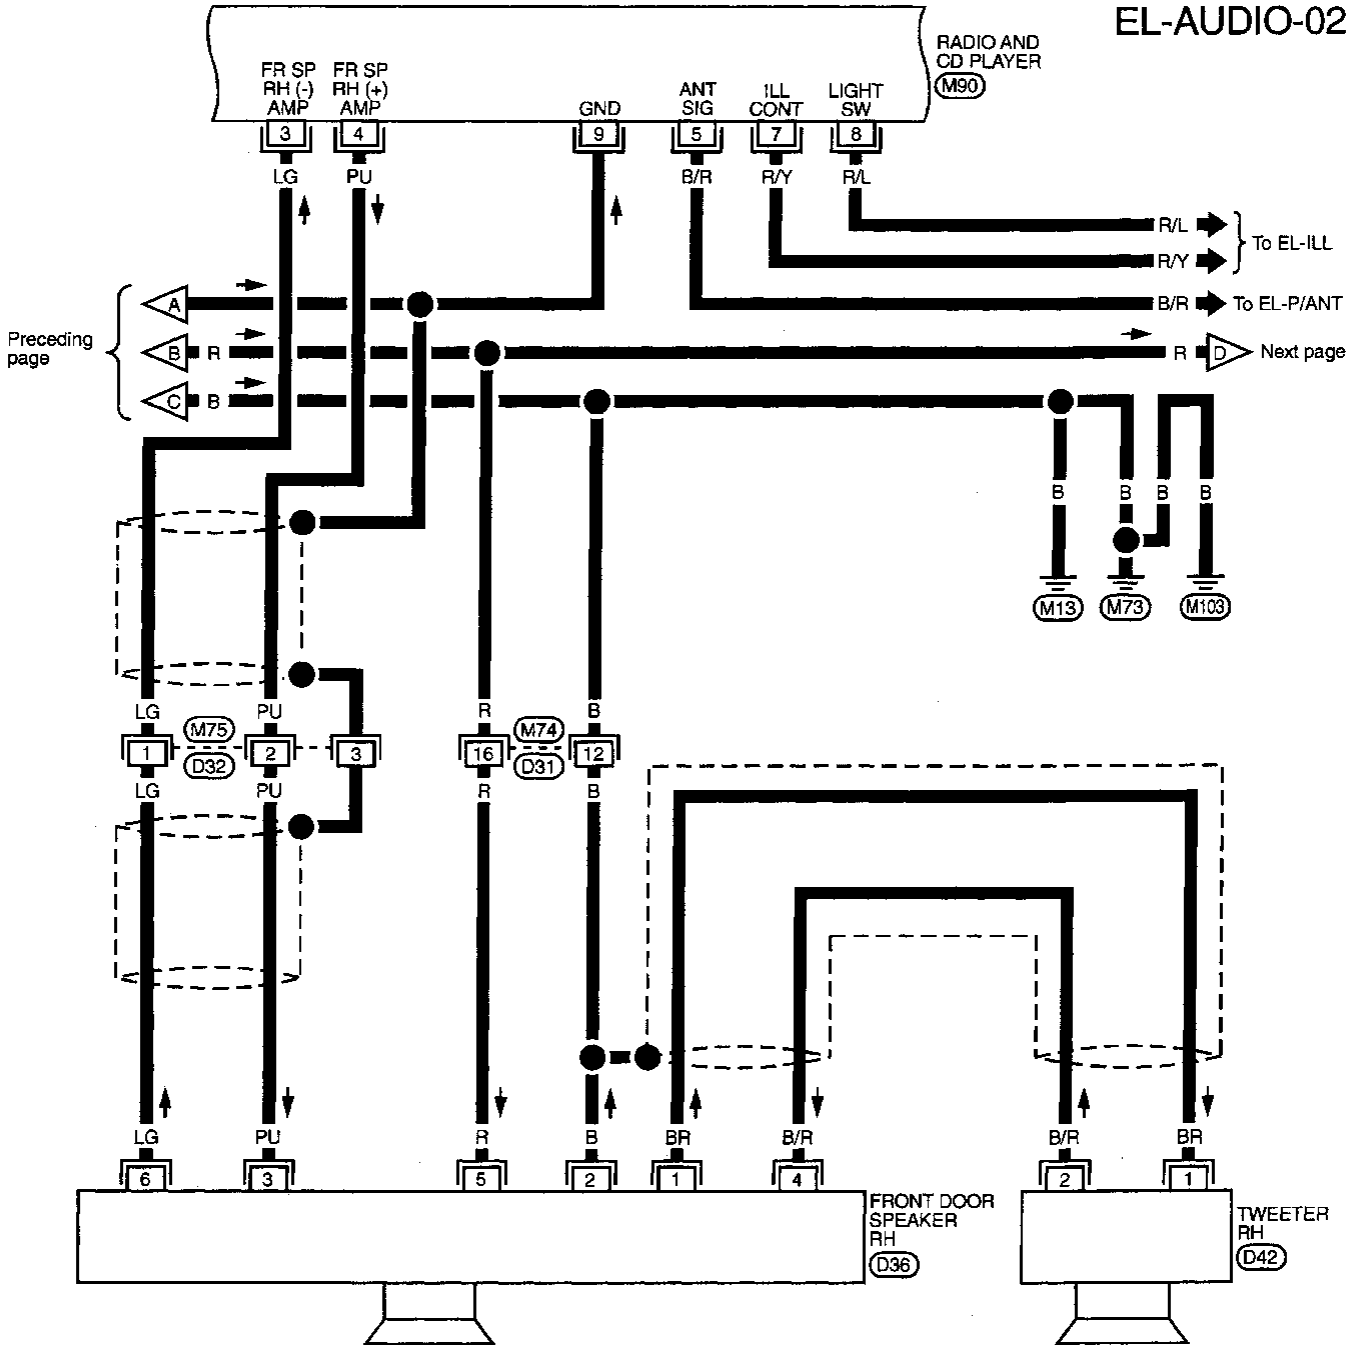 EL-AUDIO-02
RADIO AND
CD PLAYER
M90
FR SP
RH (-)
AMP
FR SP
RH (+)
AMP
GND
ANT
SIG
ILL
CONT
LIGHT
SW
3 4 9 5 7 8
LG PU B/R R/Y R/L
R/L
R/Y
To EL-ILL
A
B/R To EL-P/ANT
Preceding
page
B R
R D Next page
C B
B B B B
M13 M73 M103
LG PU R B
M75 M74
1 2 3 16 12
D32 D31
LG PU R B
LG PU R B BR B/R B/R BR
6 3 5 2 1 4 2 1
FRONT DOOR
SPEAKER
RH
D36
TWEETER
RH
D42